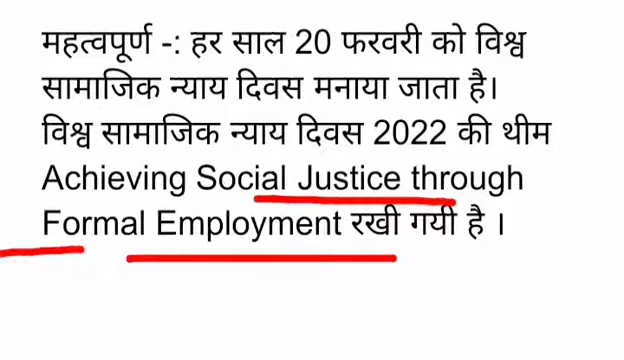 महत्वपूर्ण -: हर साल 20 फरवरी को विश्व
सामाजिक न्याय दिवस मनाया जाता है।
विश्व सामाजिक न्याय दिवस 2022 की थीम
Achieving Social Justice through
Formal Employment रखी गयी है ।